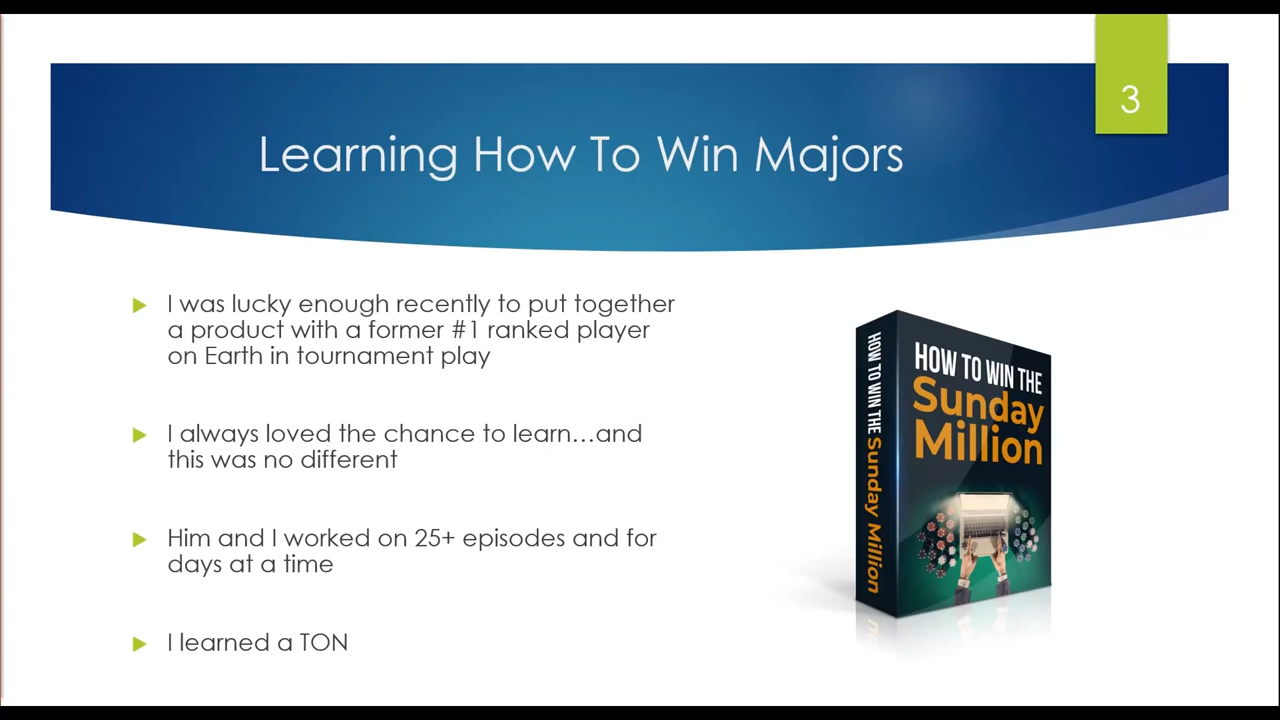 3
Learning How To Win Majors
I was lucky enough recently to put together
a product with a former #1 ranked player
on Earth in tournament play
I always loved the chance to learn…and
this was no different
Him and I worked on 25+ episodes and for
days at a time
I learned a TON
HOW TO WIN THE Sunday Million
HOW TO WIN THE
Sunday
Million